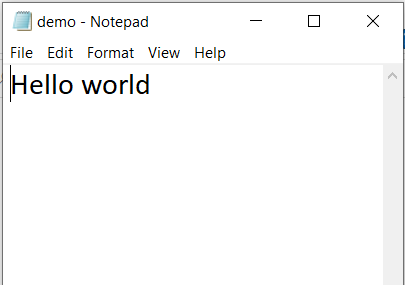 demo - Notepad
File Edit Format View Help
Hello world